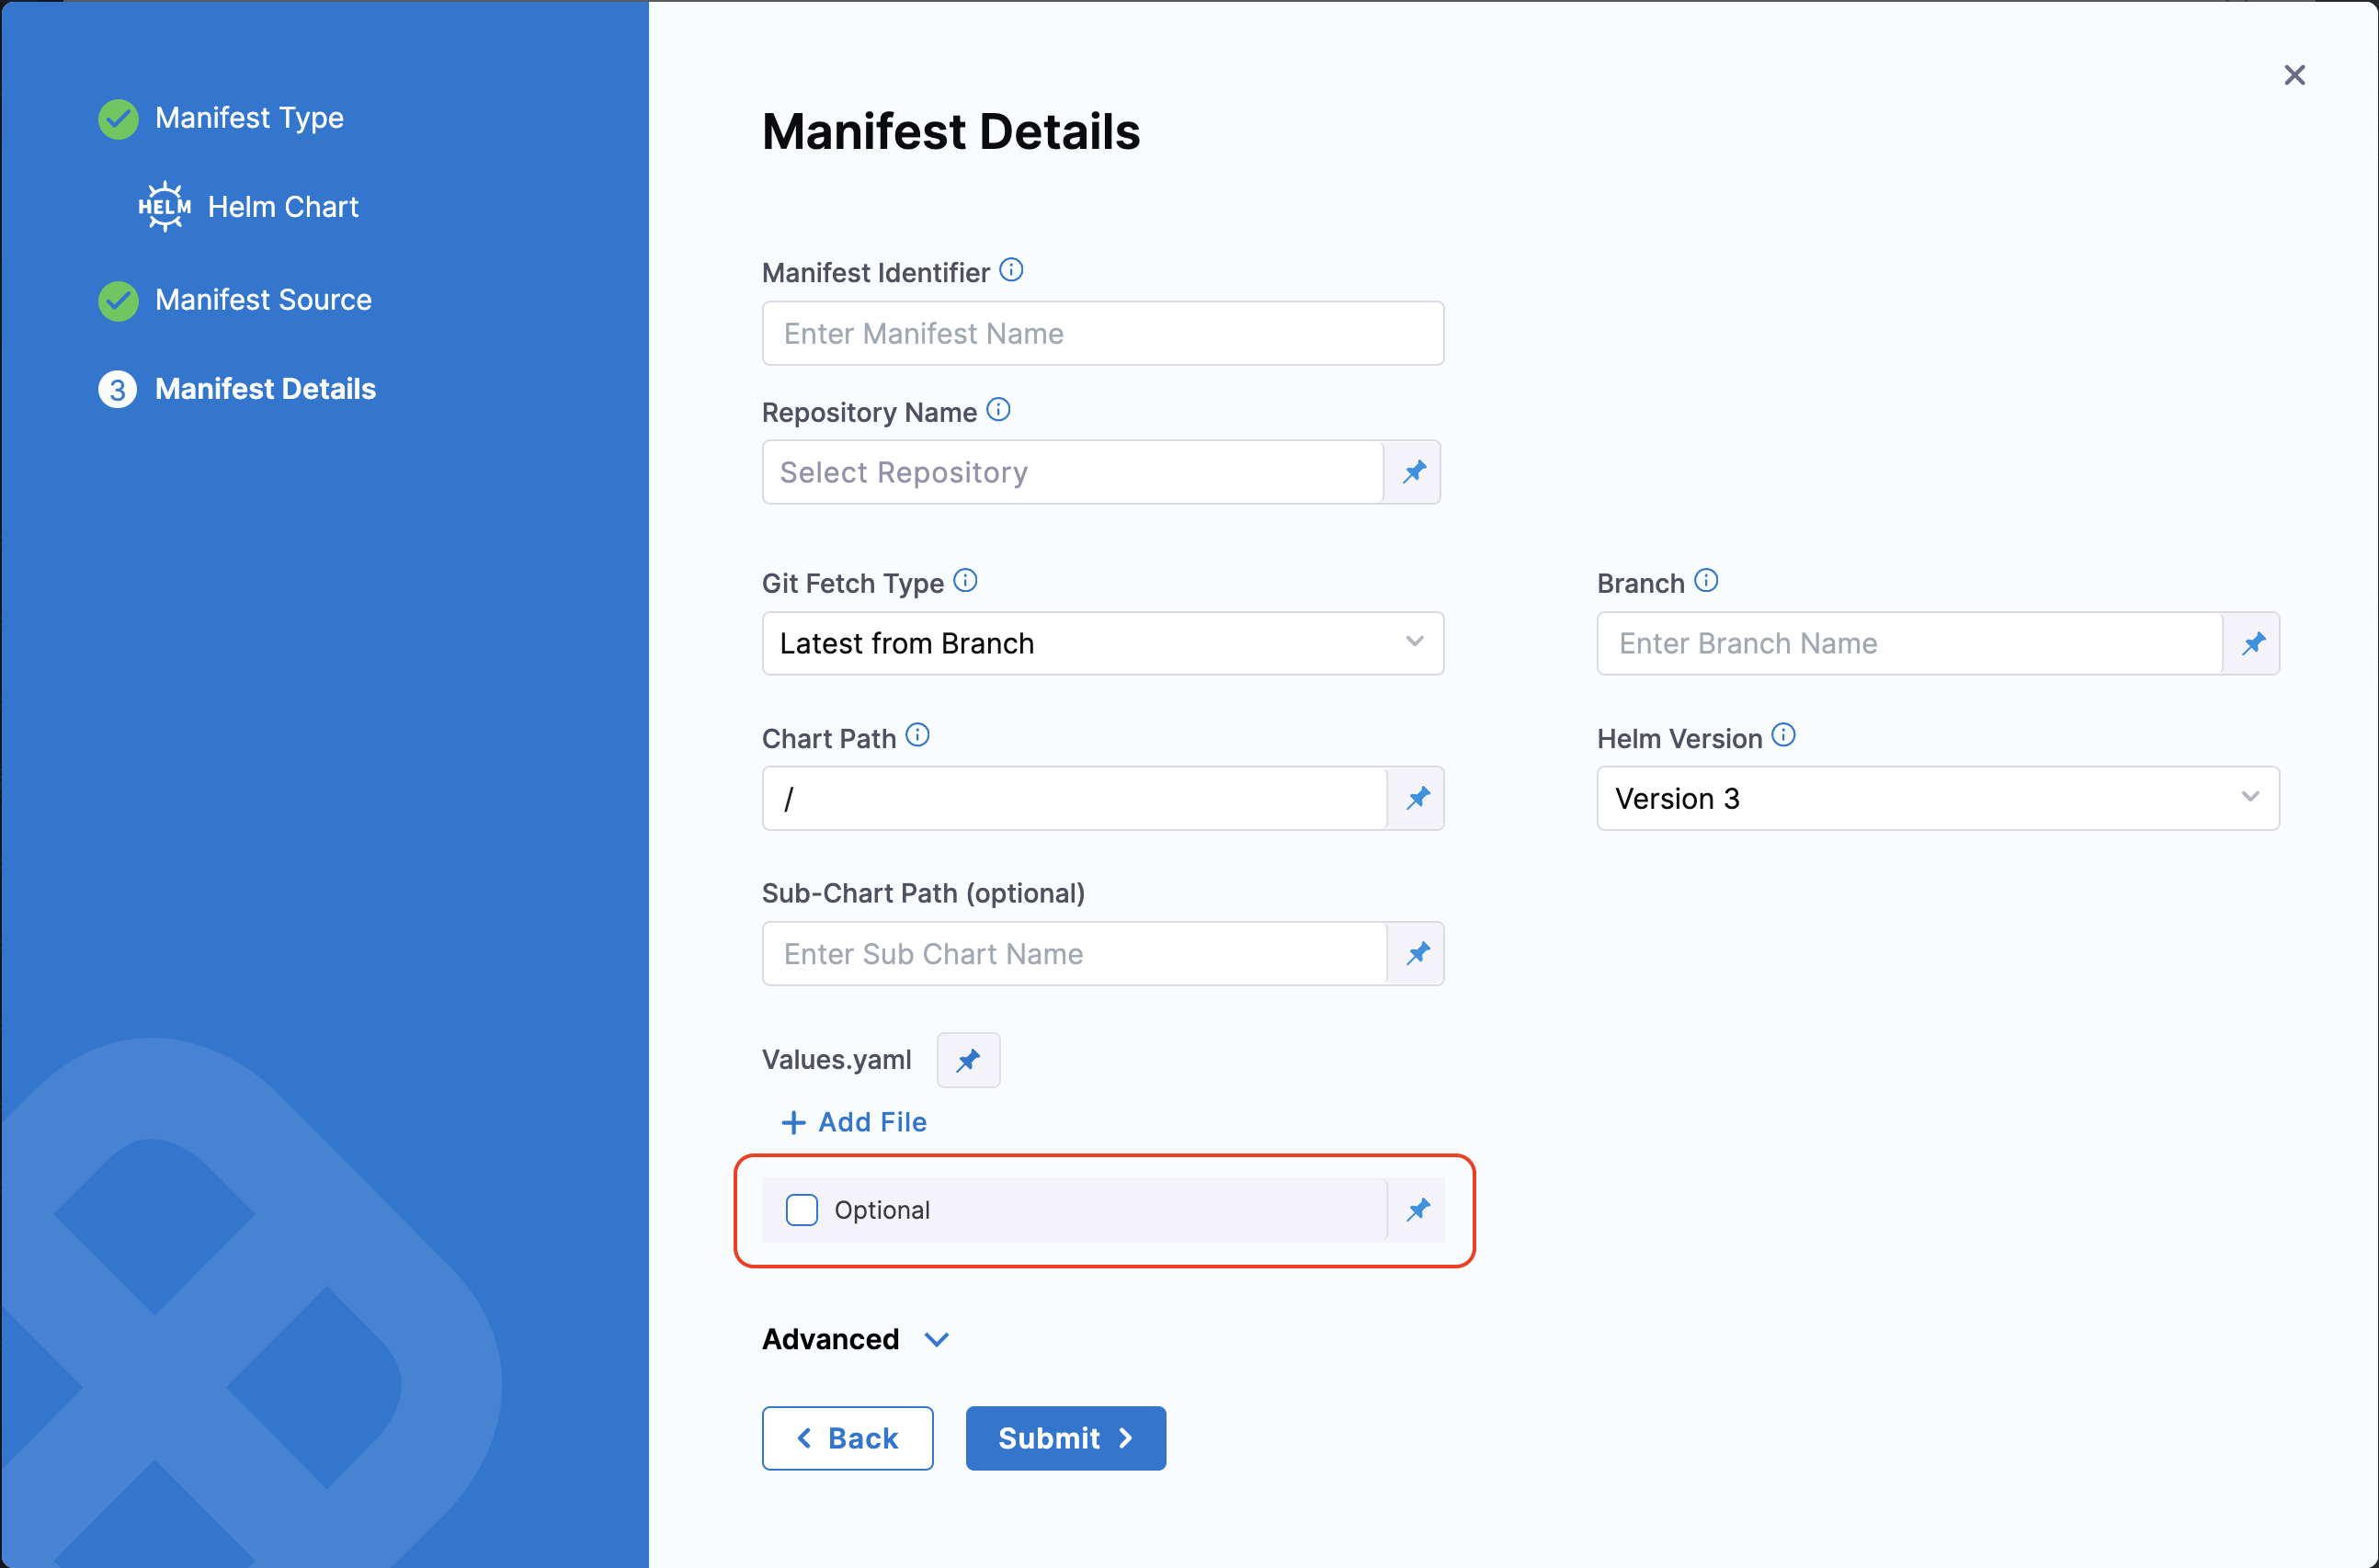 Manifest Type
HELM Helm Chart
Manifest Source
3 Manifest Details
Manifest Details
Manifest Identifier
Enter Manifest Name
Repository Name
Select Repository
Git Fetch Type
Latest from Branch
Branch
Enter Branch Name
Chart Path
/
Helm Version
Version 3
Sub-Chart Path (optional)
Enter Sub Chart Name
Values.yaml
+ Add File
Optional
Advanced
Back
Submit